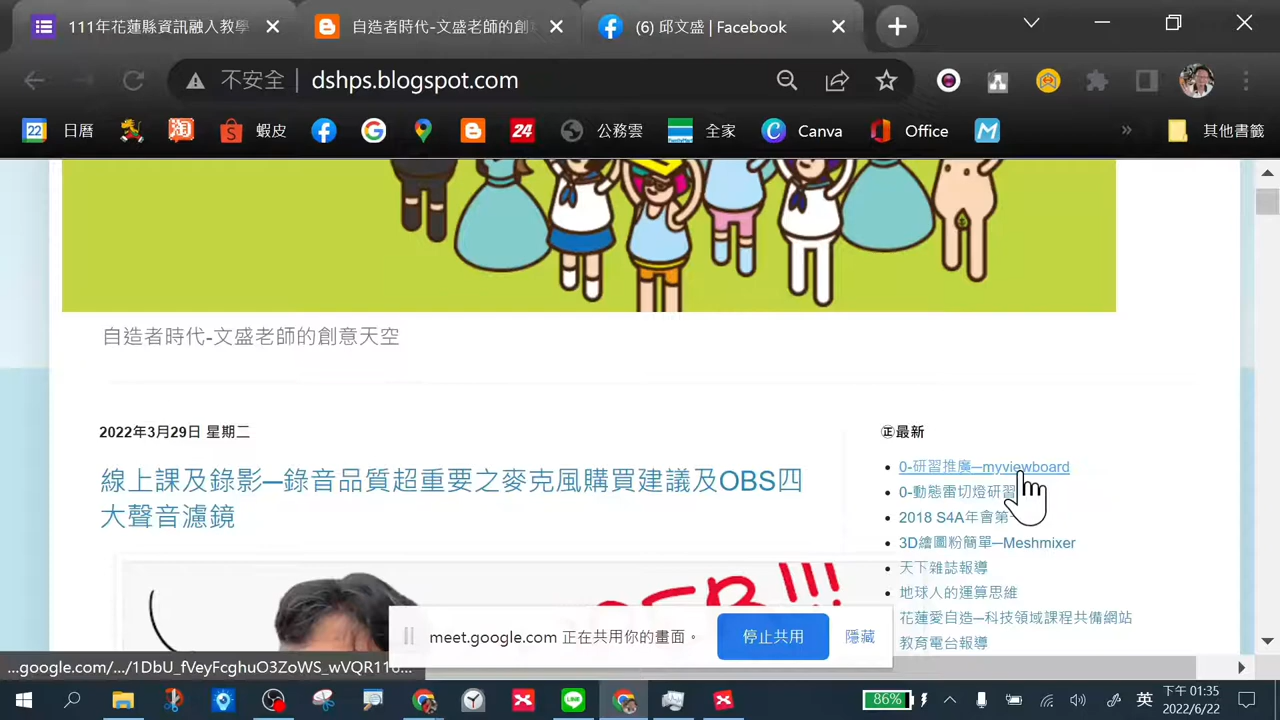 111年花蓮縣資訊融入教學
自造者時代-文盛老師的創
(6) 邱文盛 | Facebook
不安全
dshps.blogspot.com
22
日曆
淘
蝦皮
24
公務雲
全家
Canva
Office
»
其他書籤
自造者時代-文盛老師的創意天空
2022年3月29日 星期二
線上課及錄影—錄音品質超重要之麥克風購買建議及OBS四
大聲音濾鏡
㊣最新
0-研習推廣—myviewboard
0-動態雷切燈研習
2018 S4A年會第一
3D繪圖粉簡單—Meshmixer
天下雜誌報導
地球人的運算思維
花蓮愛自造—科技領域課程共備網站
教育電台報導
meet.google.com 正在共用你的畫面。
停止共用
隱藏
86%
英
下午 01:35
2022/6/22